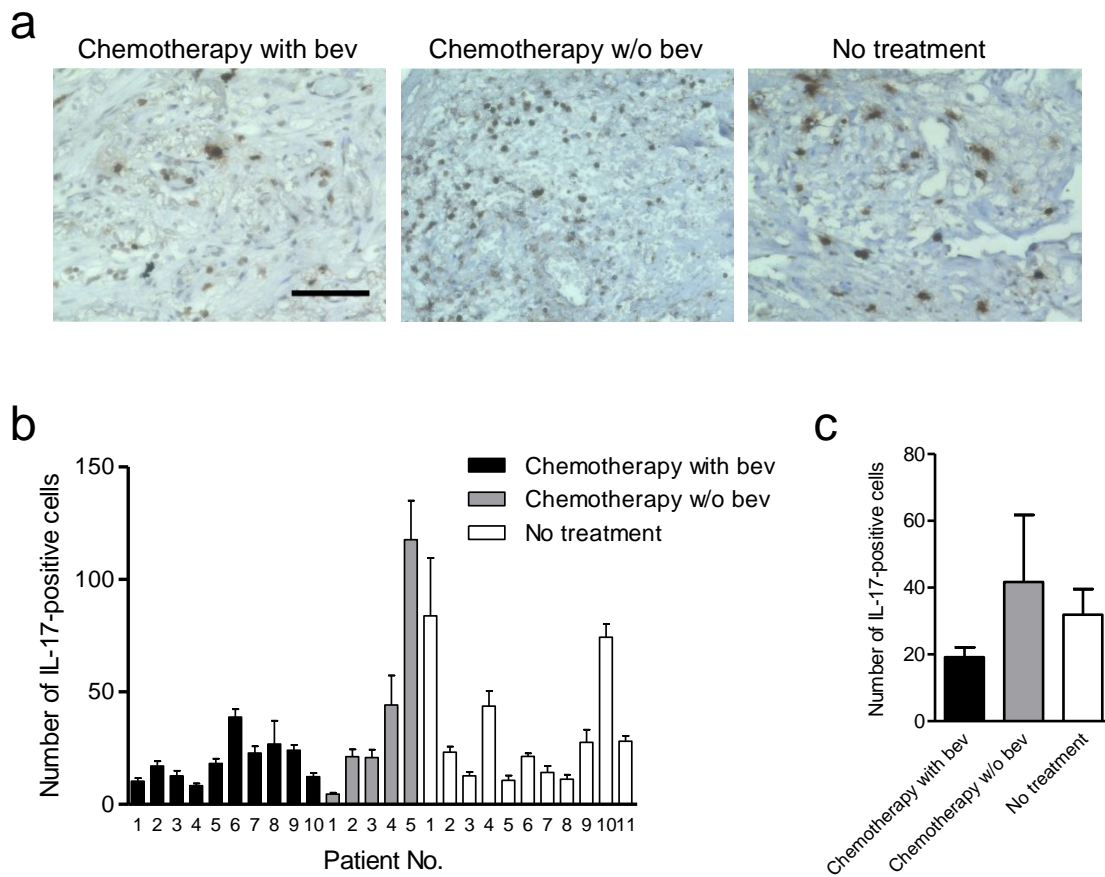 a
Chemotherapy with bev
Chemotherapy w/o bev
No treatment
b
Number of IL-17-positive cells
150
100
50
0
Chemotherapy with bev
Chemotherapy w/o bev
No treatment
1 2 3 4 5 6 7 8 9 10 1 2 3 4 5 1 2 3 4 5 6 7 8 9 10 11
Patient No.
c
Number of IL-17-positive cells
80
60
40
20
0
Chemotherapy with bev
Chemotherapy w/o bev
No treatment